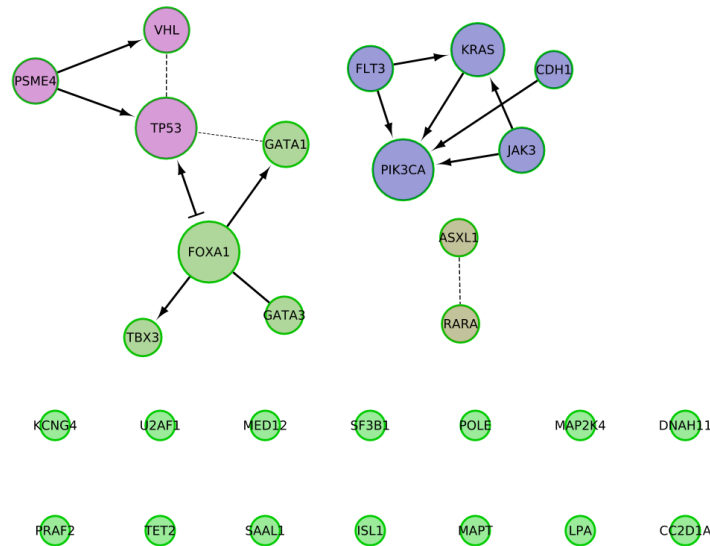 VHL
KRAS
FLT3
CDH1
PSME4
TP53
GATA1
JAK3
PIK3CA
ASXL1
FOXA1
GATA3
RARA
TBX3
KCNG4 U2AF1 MED12 SF3B1 POLE MAP2K4 DNAH11
PRAF2 TET2 SAAL1 ISL1 MAPT LPA CC2D1A